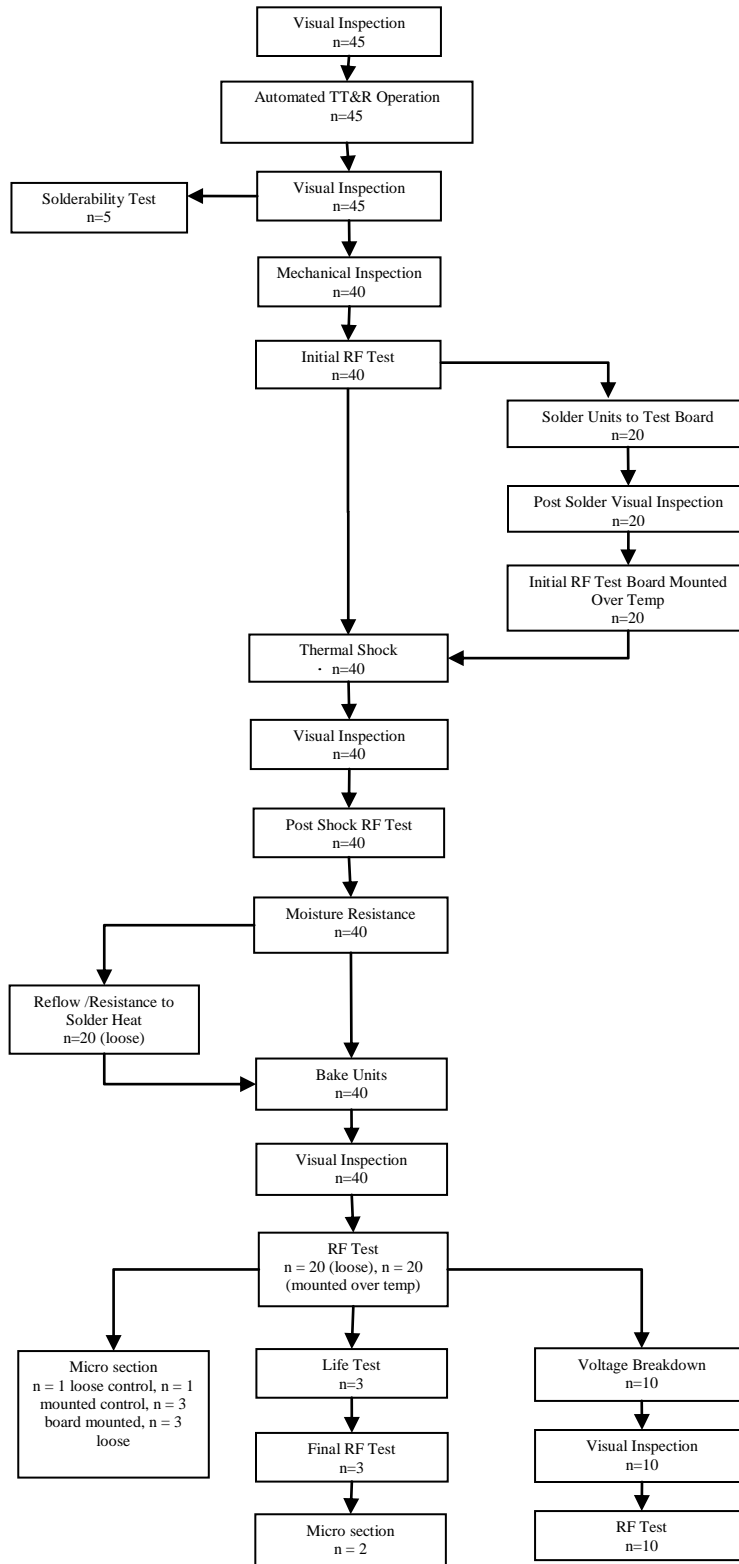 Visual Inspection
n=45
Automated TT&R Operation
n=45
Visual Inspection
n=45
Solderability Test
n=5
Mechanical Inspection
n=40
Initial RF Test
n=40
Solder Units to Test Board
n=20
Post Solder Visual Inspection
n=20
Initial RF Test Board Mounted
Over Temp
n=20
Thermal Shock
· n=40
Visual Inspection
n=40
Post Shock RF Test
n=40
Moisture Resistance
n=40
Reflow /Resistance to
Solder Heat
n=20 (loose)
Bake Units
n=40
Visual Inspection
n=40
RF Test
n = 20 (loose), n = 20
(mounted over temp)
Micro section
n = 1 loose control, n = 1
mounted control, n = 3
board mounted, n = 3
loose
Life Test
n=3
Final RF Test
n=3
Micro section
n = 2
Voltage Breakdown
n=10
Visual Inspection
n=10
RF Test
n=10